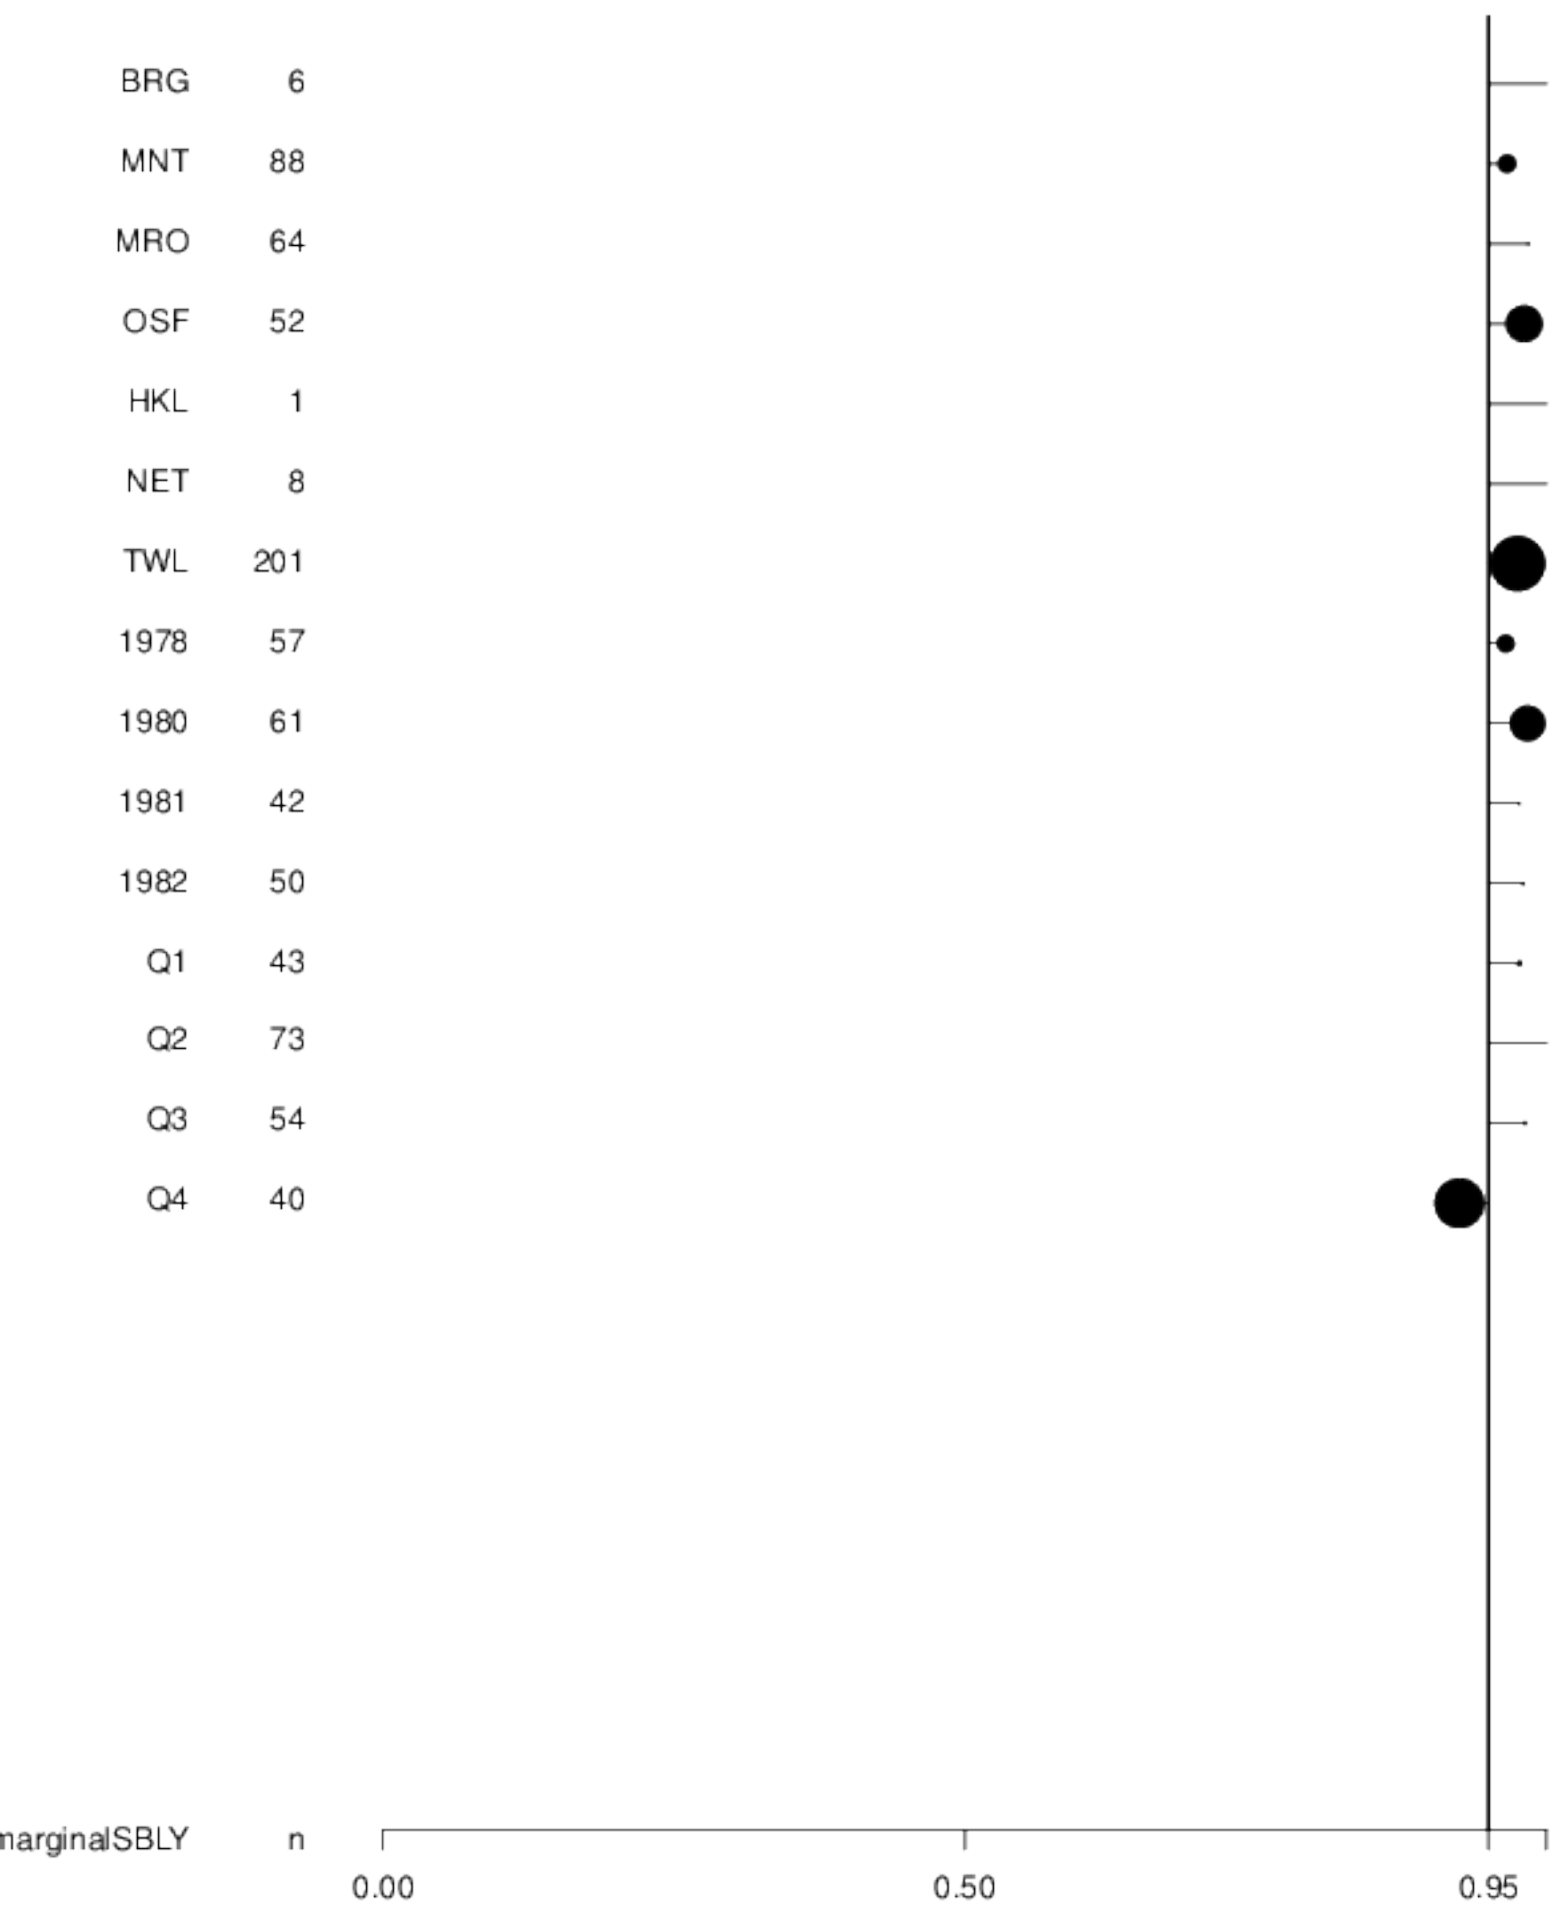 BRG 6
MNT 88
MRO 64
OSF 52
HKL 1
NET 8
TWL 201
1978 57
1980 61
1981 42
1982 50
Q1 43
Q2 73
Q3 54
Q4 40
marginalSBLY n
0.00 0.50 0.95